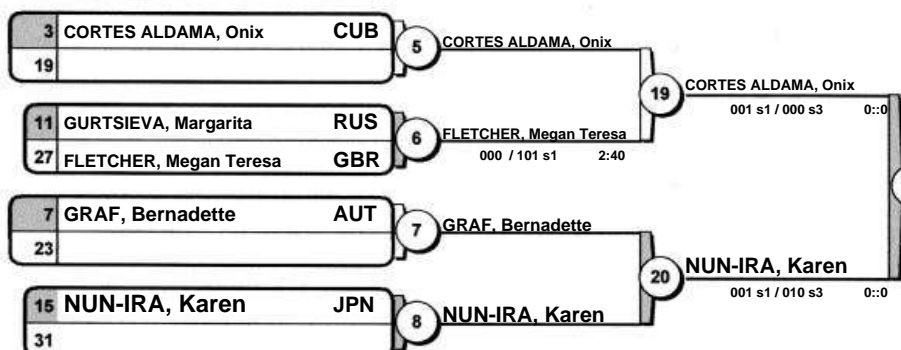 3 CORTES ALDAMA, Onix CUB
19
5
CORTES ALDAMA, Onix
11 GURTSIEVA, Margarita RUS
27 FLETCHER, Megan Teresa GBR
6
FLETCHER, Megan Teresa
000 / 101 s1 2:40
19
CORTES ALDAMA, Onix
001 s1 / 000 s3 0::0
7 GRAF, Bernadette AUT
23
7
GRAF, Bernadette
15 NUN-IRA, Karen JPN
31
8
NUN-IRA, Karen
20
NUN-IRA, Karen
001 s1 / 010 s3 0::0